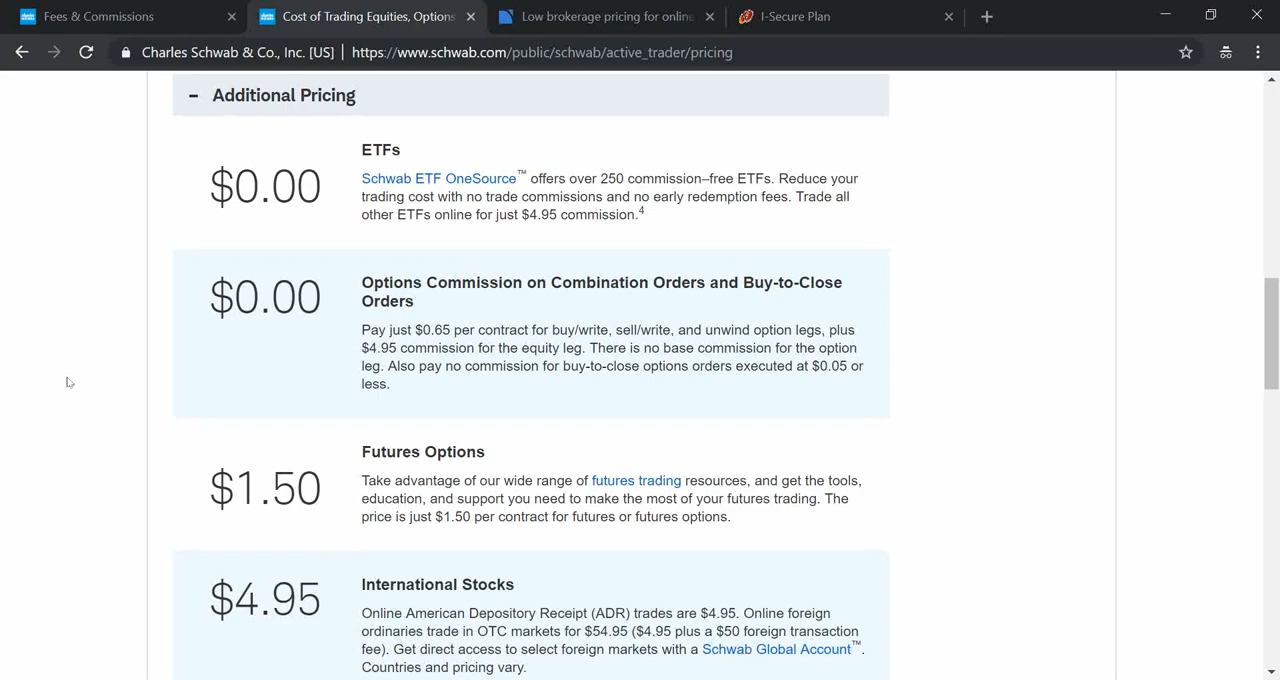 Fees & Commissions
Cost of Trading Equities, Options
Low brokerage pricing for online
I-Secure Plan
Charles Schwab & Co., Inc. [US] | https://www.schwab.com/public/schwab/active_trader/pricing
– Additional Pricing
$0.00
ETFs
Schwab ETF OneSource™ offers over 250 commission–free ETFs. Reduce your
trading cost with no trade commissions and no early redemption fees. Trade all
other ETFs online for just $4.95 commission.4
$0.00
Options Commission on Combination Orders and Buy-to-Close
Orders
Pay just $0.65 per contract for buy/write, sell/write, and unwind option legs, plus
$4.95 commission for the equity leg. There is no base commission for the option
leg. Also pay no commission for buy-to-close options orders executed at $0.05 or
less.
$1.50
Futures Options
Take advantage of our wide range of futures trading resources, and get the tools,
education, and support you need to make the most of your futures trading. The
price is just $1.50 per contract for futures or futures options.
$4.95
International Stocks
Online American Depository Receipt (ADR) trades are $4.95. Online foreign
ordinaries trade in OTC markets for $54.95 ($4.95 plus a $50 foreign transaction
fee). Get direct access to select foreign markets with a Schwab Global Account™.
Countries and pricing vary.